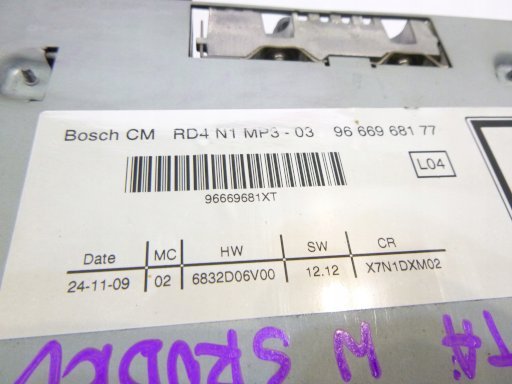 Bosch CM RD4 N1 MP3 - 03 96 669 681 77
L04
96669681XT
Date MC HW SW CR
24-11-09 02 6832D06V00 12.12 X7N1DXM02